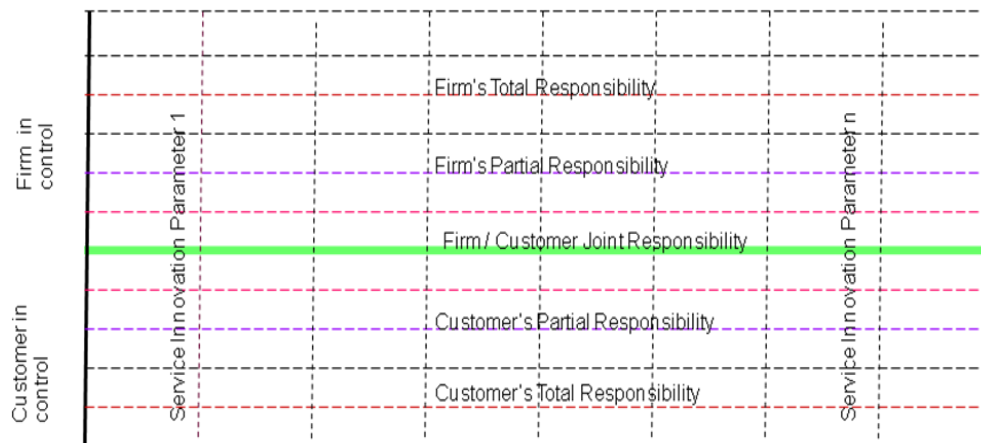 Firm's Total Responsibility
Firm in
control
Firm's Partial Responsibility
Service Innovation Parameter 1
Service Innovation Parameter n
Firm / Customer Joint Responsibility
Customer in
control
Customer's Partial Responsibility
Customer's Total Responsibility